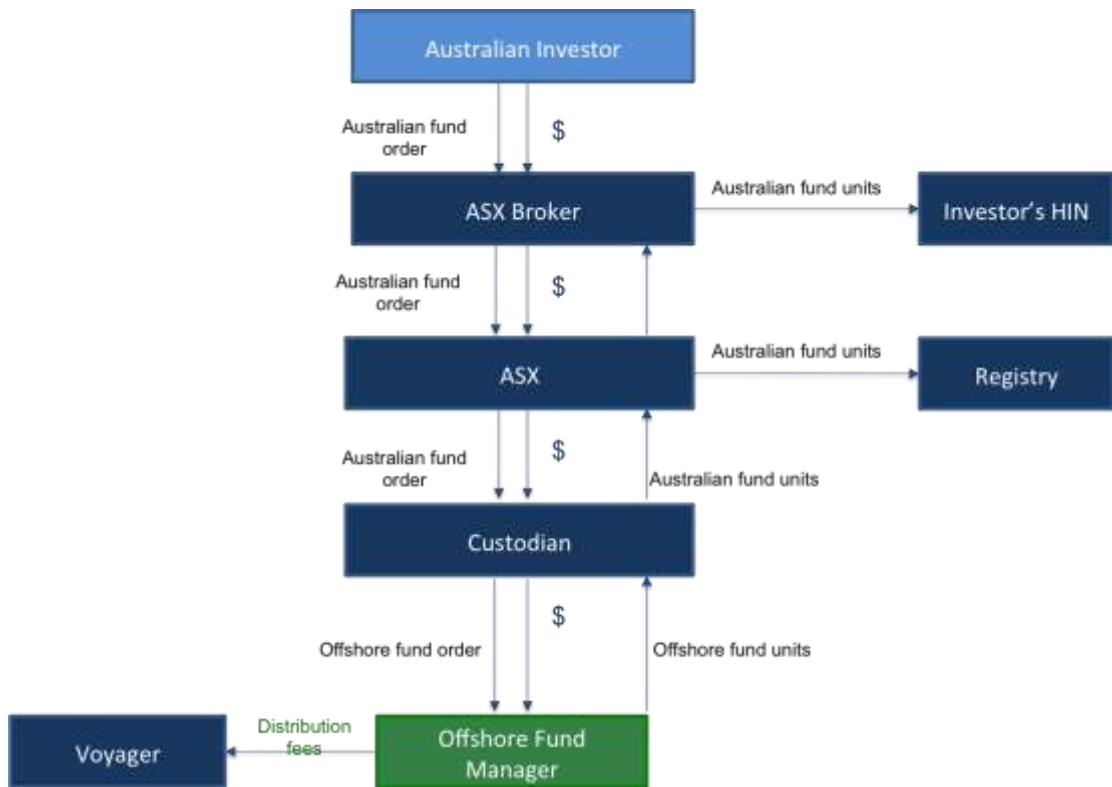 Australian Investor
Australian fund
order
$
ASX Broker
Australian fund units
Investor's HIN
Australian fund
order
$
ASX
Australian fund units
Registry
Australian fund
order
$
Australian fund units
Custodian
Offshore fund order
$
Offshore fund units
Voyager
Distribution
fees
Offshore Fund
Manager